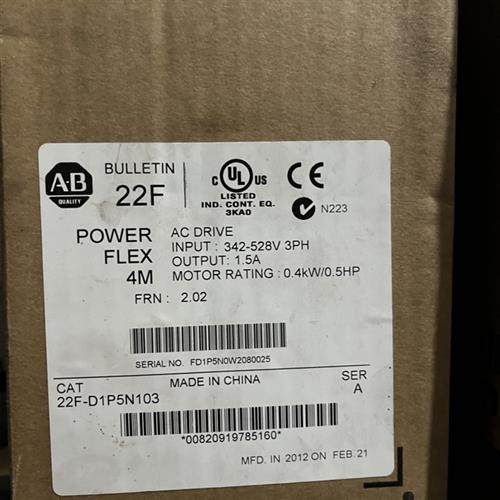 A-B
QUALITY
BULLETIN
22F
C UL US
LISTED
IND. CONT. EQ.
3KA0
CE
N223
POWER
FLEX
4M
AC DRIVE
INPUT : 342-528V 3PH
OUTPUT: 1.5A
MOTOR RATING : 0.4kW/0.5HP
FRN : 2.02
SERIAL NO. FD1P5N0W2080025
CAT
22F-D1P5N103
MADE IN CHINA
SER
A
*00820919785160*
MFD. IN 2012 ON FEB. 21